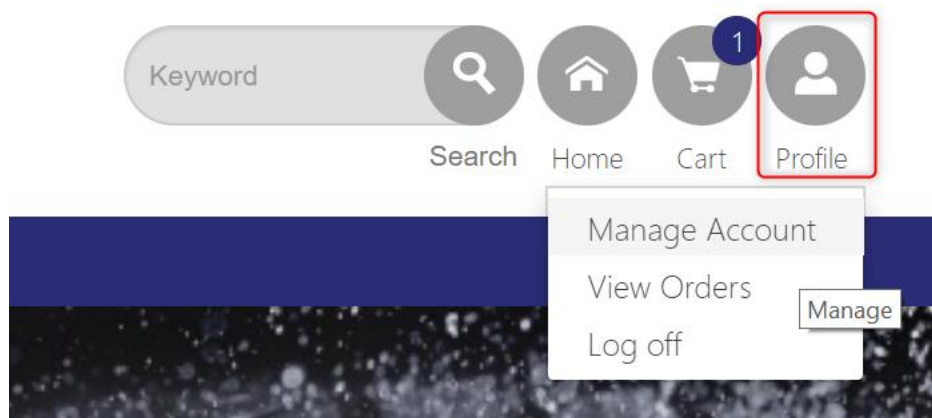 Keyword
1
Search Home Cart Profile
Manage Account
View Orders
Manage
Log off